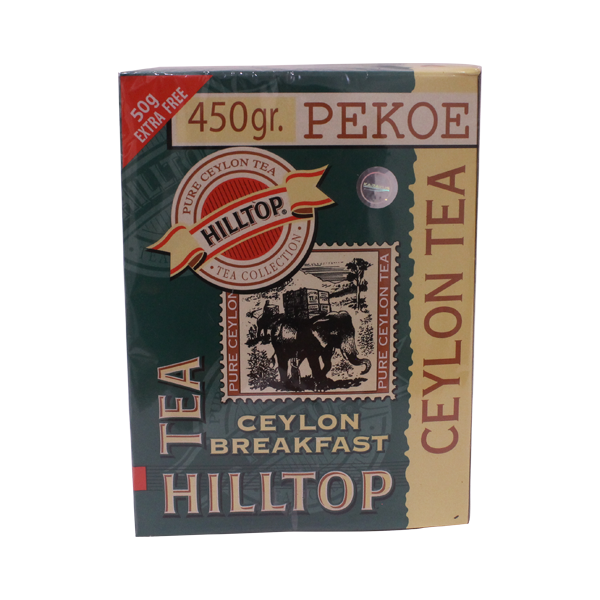 50g
EXTRA FREE
450gr.
PEKOE
PURE CEYLON TEA
HILLTOP®
• TEA COLLECTION •
PURE CEYLON
PURE CEYLON TEA
CEYLON TEA
CEYLON
BREAKFAST
TEA
HILLTOP